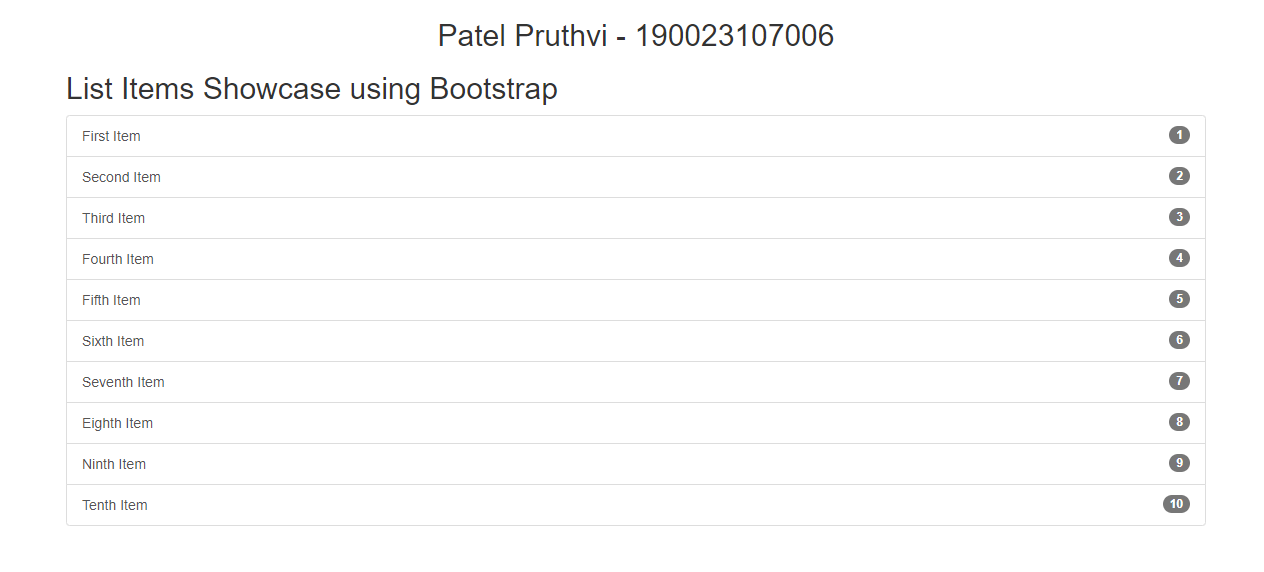 Patel Pruthvi - 190023107006
List Items Showcase using Bootstrap
First Item 1
Second Item 2
Third Item 3
Fourth Item 4
Fifth Item 5
Sixth Item 6
Seventh Item 7
Eighth Item 8
Ninth Item 9
Tenth Item 10